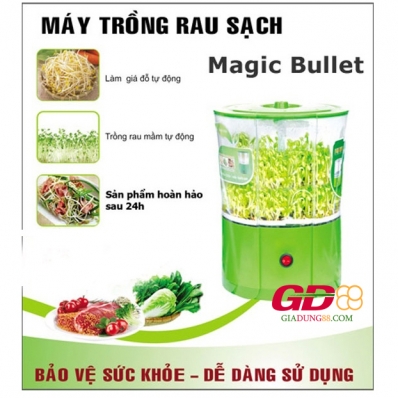 MÁY TRỒNG RAU SẠCH
Magic Bullet
Làm giá đỗ tự động
Trồng rau mầm tự động
Sản phẩm hoàn hảo
sau 24h
GD88
GIADUNG88.COM
BẢO VỆ SỨC KHỎE – DỄ DÀNG SỬ DỤNG